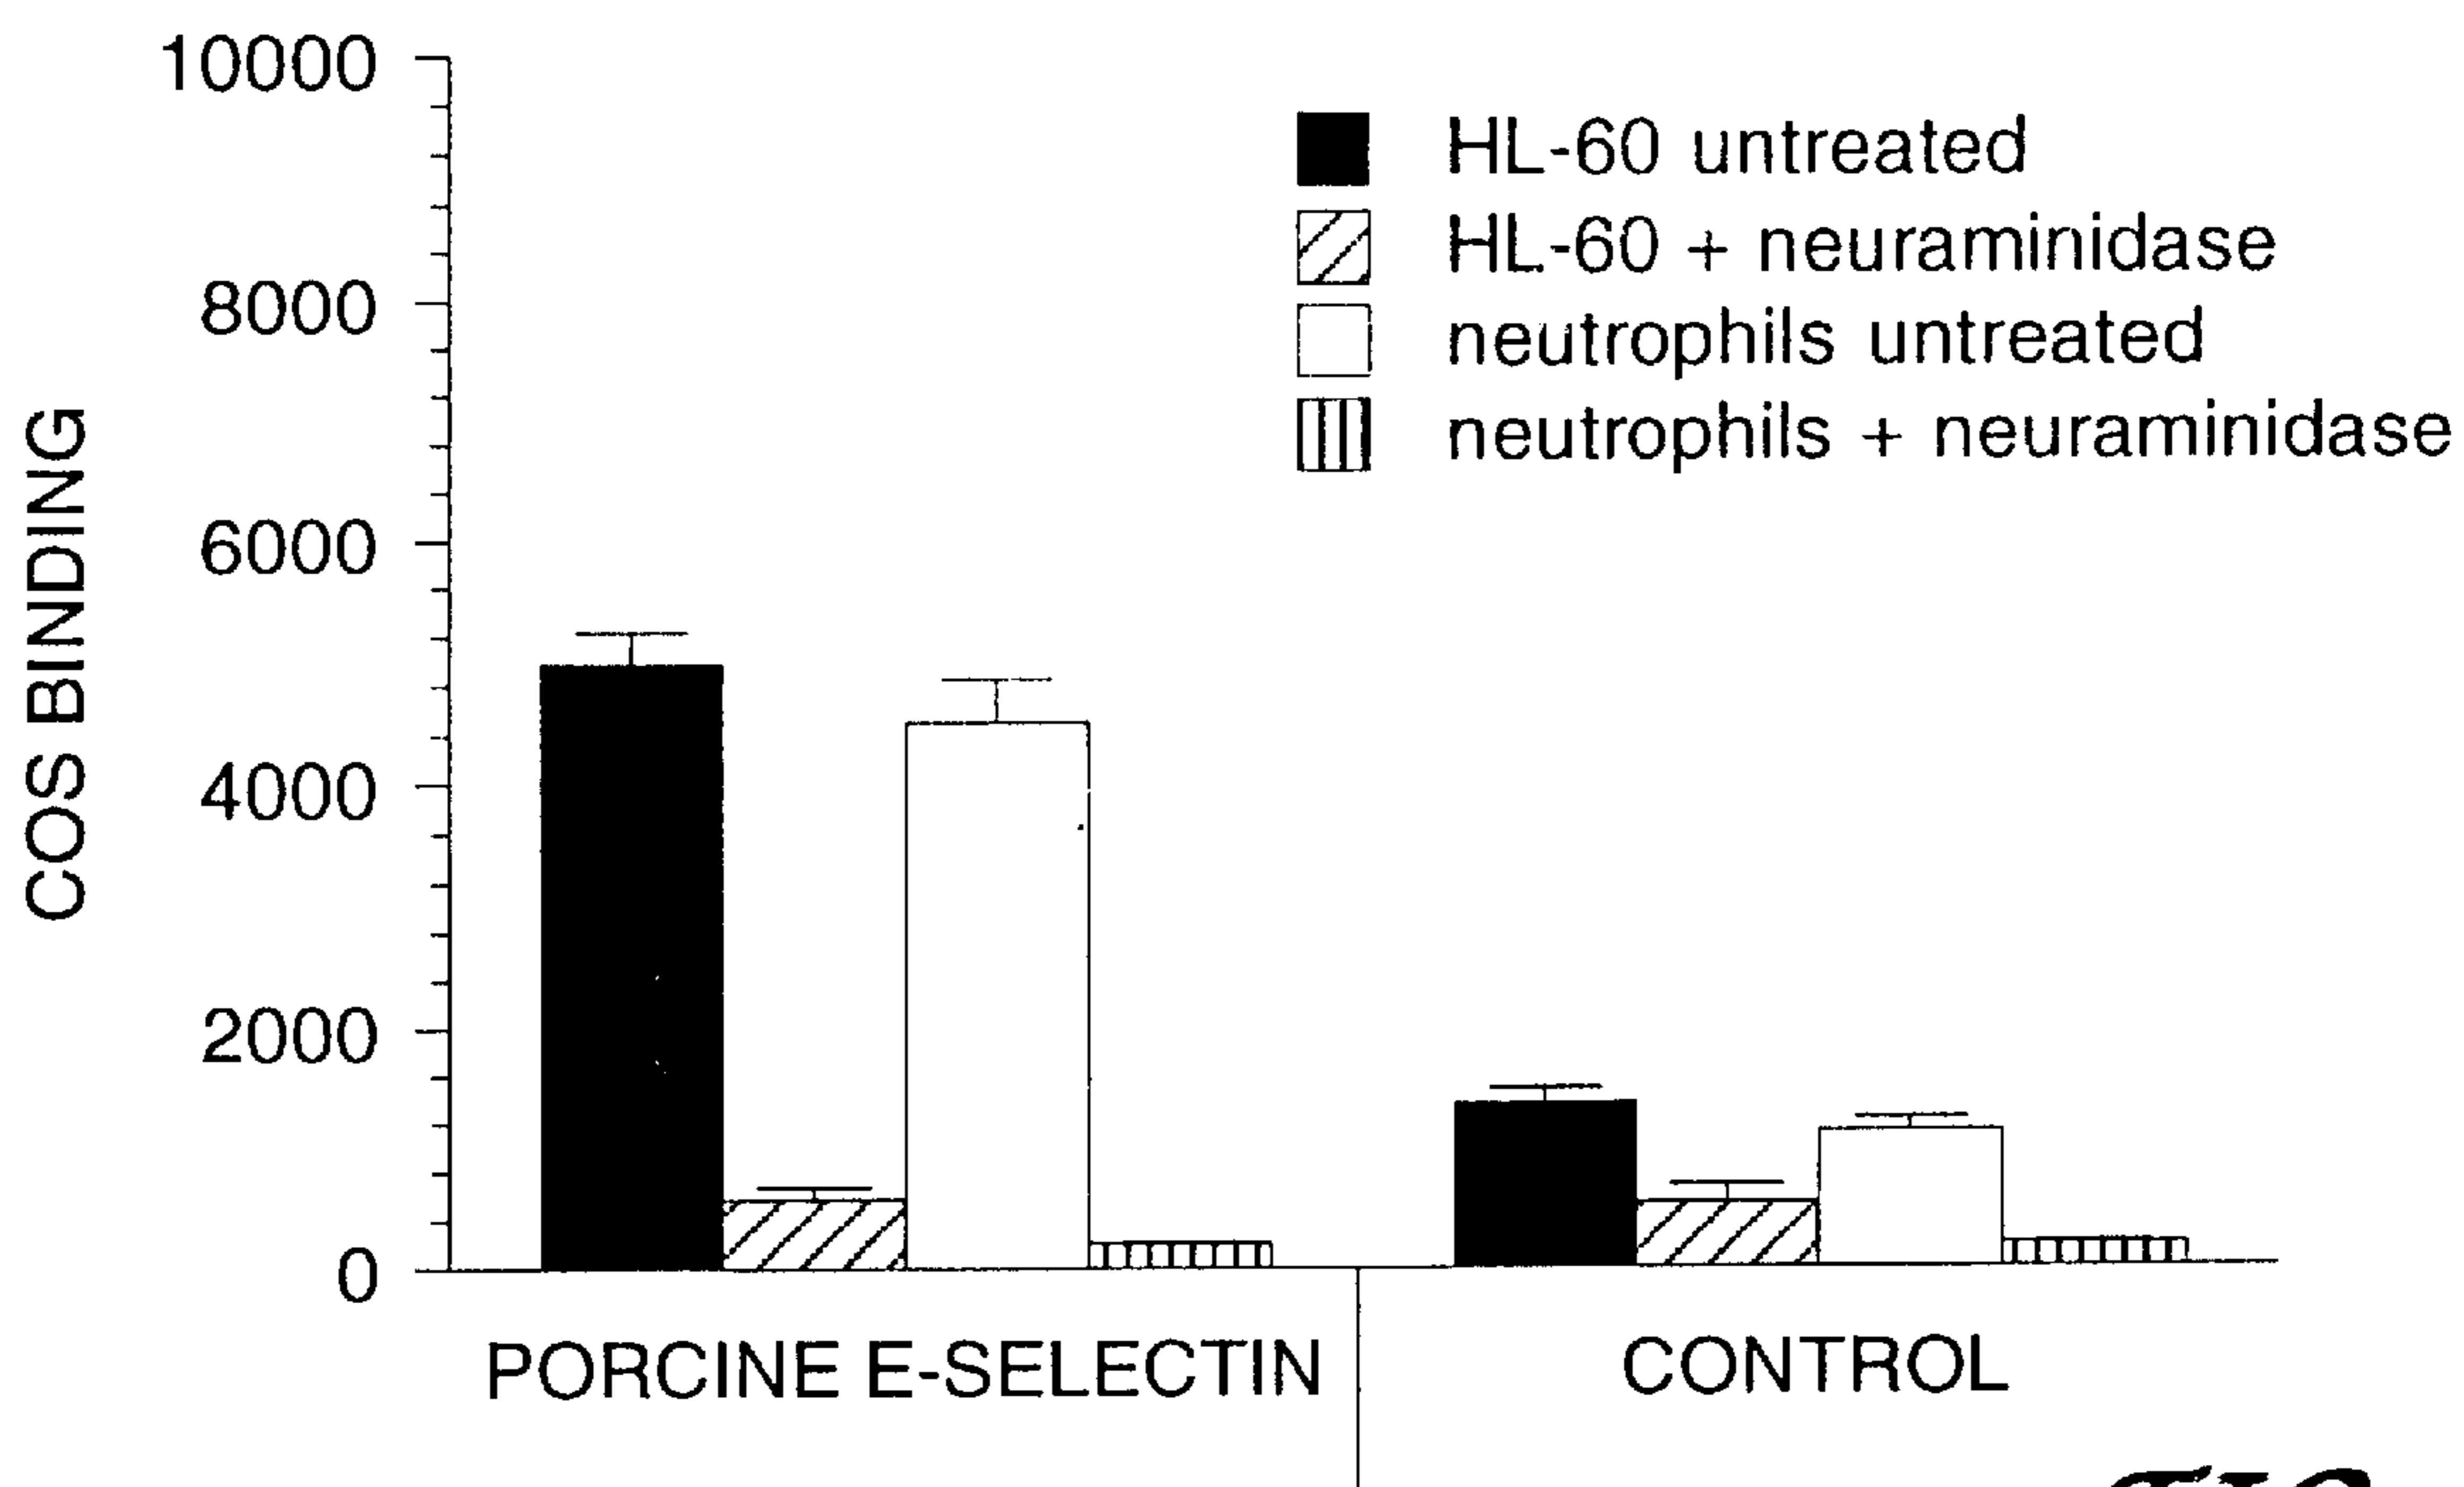 10000
8000
6000
4000
2000
0
COS BINDING
HL-60 untreated
HL-60 + neuraminidase
neutrophils untreated
neutrophils + neuraminidase
PORCINE E-SELECTIN
CONTROL